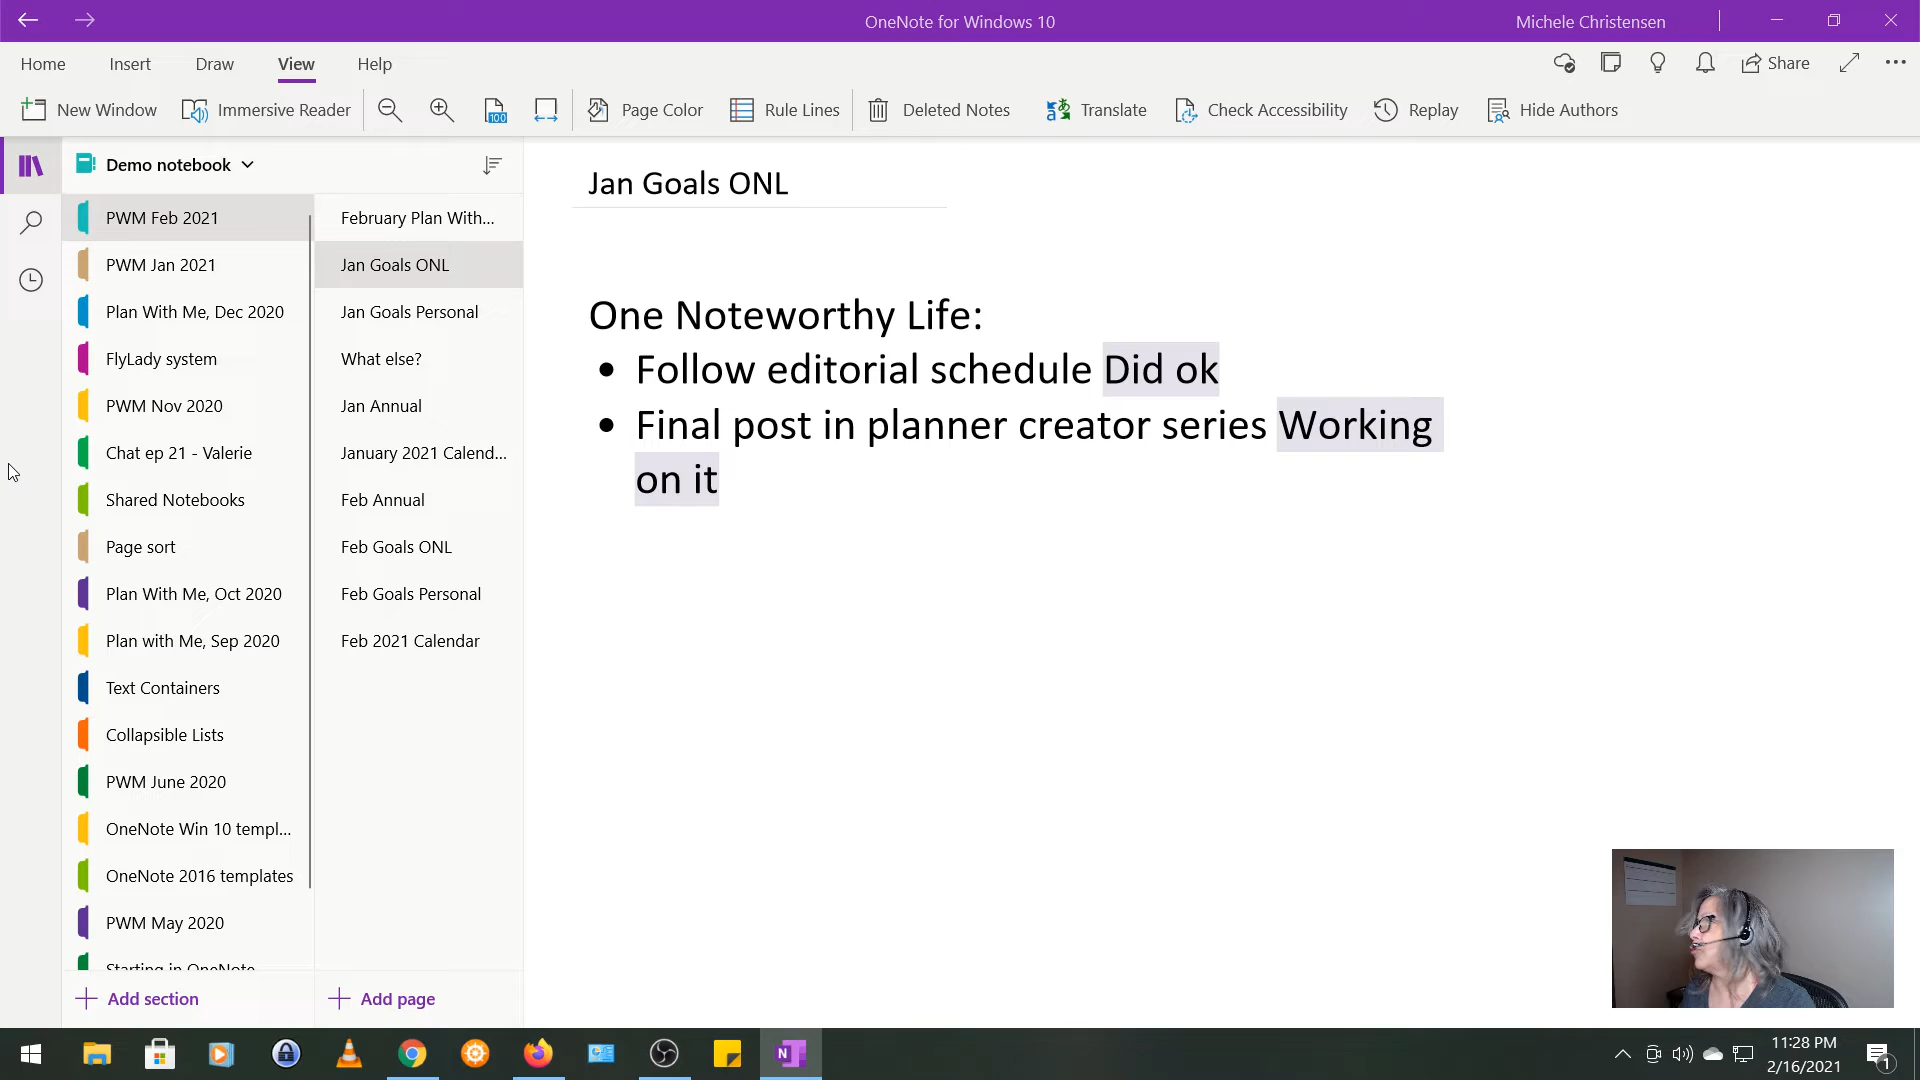 OneNote for Windows 10
Michele Christensen
Home Insert Draw View Help
Share
New Window Immersive Reader 100 Page Color Rule Lines Deleted Notes Translate Check Accessibility Replay Hide Authors
Demo notebook
PWM Feb 2021
PWM Jan 2021
Plan With Me, Dec 2020
FlyLady system
PWM Nov 2020
Chat ep 21 - Valerie
Shared Notebooks
Page sort
Plan With Me, Oct 2020
Plan with Me, Sep 2020
Text Containers
Collapsible Lists
PWM June 2020
OneNote Win 10 templ...
OneNote 2016 templates
PWM May 2020
Starting in OneNote
Add section
February Plan With...
Jan Goals ONL
Jan Goals Personal
What else?
Jan Annual
January 2021 Calend...
Feb Annual
Feb Goals ONL
Feb Goals Personal
Feb 2021 Calendar
Add page
Jan Goals ONL
One Noteworthy Life:
• Follow editorial schedule Did ok
• Final post in planner creator series Working
on it
N
11:28 PM
2/16/2021
1